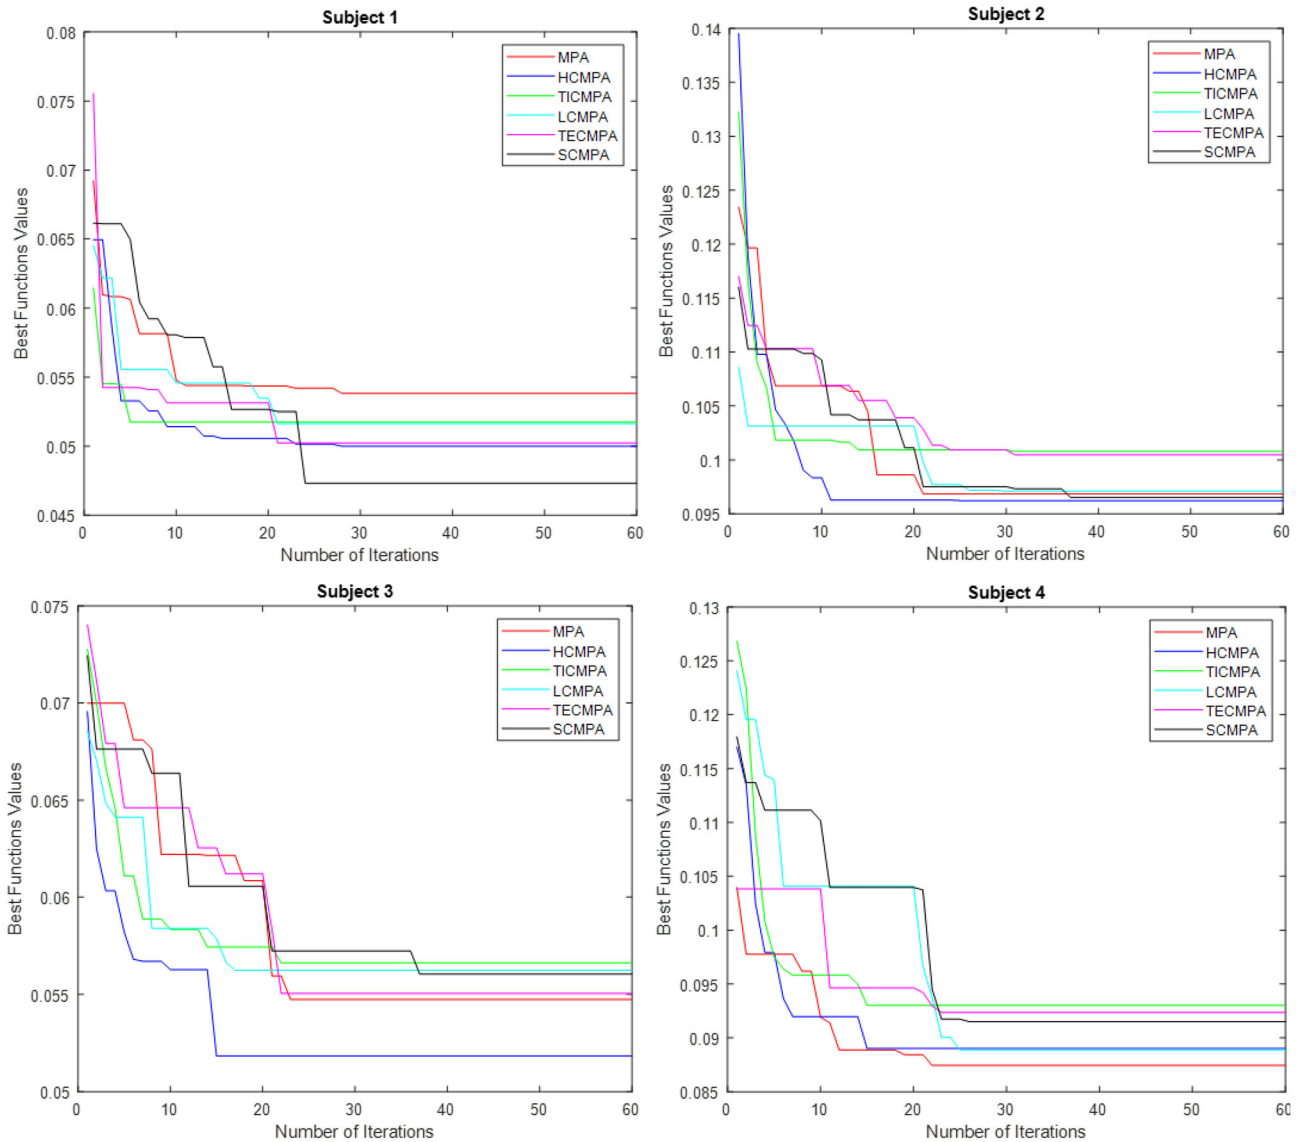 Subject 1
0.08
0.075
0.07
0.065
0.06
0.055
0.05
0.045
0 10 20 30 40 50 60
Best Functions Values
Number of Iterations
MPA
HCMPA
TICMPA
LCMPA
TECMPA
SCMPA
Subject 2
0.14
0.135
0.13
0.125
0.12
0.115
0.11
0.105
0.1
0.095
0 10 20 30 40 50 60
Best Functions Values
Number of Iterations
MPA
HCMPA
TICMPA
LCMPA
TECMPA
SCMPA
Subject 3
0.075
0.07
0.065
0.06
0.055
0.05
0 10 20 30 40 50 60
Best Functions Values
Number of Iterations
MPA
HCMPA
TICMPA
LCMPA
TECMPA
SCMPA
Subject 4
0.13
0.125
0.12
0.115
0.11
0.105
0.1
0.095
0.09
0.085
0 10 20 30 40 50 60
Best Functions Values
Number of Iterations
MPA
HCMPA
TICMPA
LCMPA
TECMPA
SCMPA